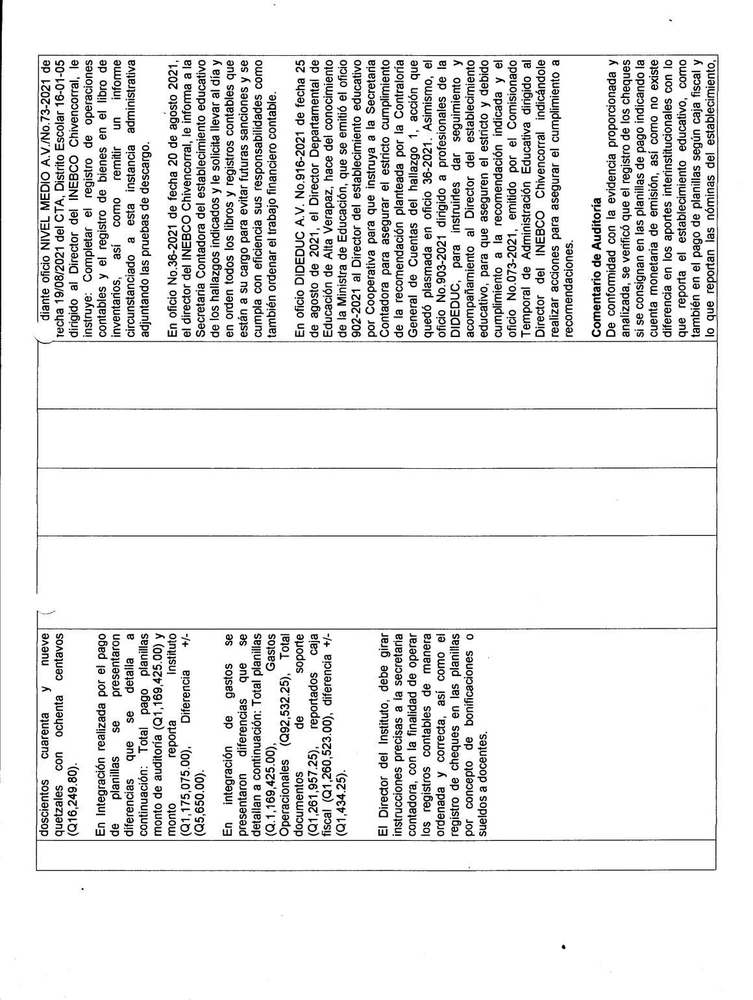 doscientos cuarenta y nueve
quetzales con ochenta centavos
(Q16,249.80).
En Integración realizada por el pago
de planillas se presentaron
diferencias que se detalla a
continuación: Total pago planillas
monto de auditoría (Q1,169,425.00) y
monto reporta Instituto
(Q1,175,075.00), Diferencia +/-
(Q5,650.00).
En integración de gastos se
presentaron diferencias que se
detallan a continuación: Total planillas
(Q.1,169,425.00), Gastos
Operacionales (Q92,532.25), Total
documentos de soporte
(Q1,261,957.25), reportados caja
fiscal (Q1,260,523.00), diferencia +/-
(Q1,434.25).
El Director del Instituto, debe girar
instrucciones precisas a la secretaria
contadora, con la finalidad de operar
los registros contables de manera
ordenada y correcta, así como el
registro de cheques en las planillas
por concepto de bonificaciones o
sueldos a docentes.
diante oficio NIVEL MEDIO A.V./No.73-2021 de
fecha 19/08/2021 del CTA, Distrito Escolar 16-01-05
dirigido al Director del INEBCO Chivencorral, le
instruye: Completar el registro de operaciones
contables y el registro de bienes en el libro de
inventarios, así como remitir un informe
circunstanciado a esta instancia administrativa
adjuntando las pruebas de descargo.
En oficio No.36-2021 de fecha 20 de agosto 2021,
el director del INEBCO Chivencorral, le informa a la
Secretaria Contadora del establecimiento educativo
de los hallazgos indicados y le solicita llevar al día y
en orden todos los libros y registros contables que
están a su cargo para evitar futuras sanciones y se
cumpla con eficiencia sus responsabilidades como
también ordenar el trabajo financiero contable.
En oficio DIDEDUC A.V. No.916-2021 de fecha 25
de agosto de 2021, el Director Departamental de
Educación de Alta Verapaz, hace del conocimiento
de la Ministra de Educación, que se emitió el oficio
902-2021 al Director del establecimiento educativo
por Cooperativa para que instruya a la Secretaria
Contadora para asegurar el estricto cumplimiento
de la recomendación planteada por la Contraloría
General de Cuentas del hallazgo 1, acción que
quedó plasmada en oficio 36-2021. Asimismo, el
oficio No.903-2021 dirigido a profesionales de la
DIDEDUC, para instruirles dar seguimiento y
acompañamiento al Director del establecimiento
educativo, para que aseguren el estricto y debido
cumplimiento a la recomendación indicada y el
oficio No.073-2021, emitido por el Comisionado
Temporal de Administración Educativa dirigido al
Director del INEBCO Chivencorral indicándole
realizar acciones para asegurar el cumplimiento a
recomendaciones.
Comentario de Auditoría
De conformidad con la evidencia proporcionada y
analizada, se verificó que el registro de los cheques
si se consignan en las planillas de pago indicando la
cuenta monetaria de emisión, así como no existe
diferencia en los aportes interinstitucionales con lo
que reporta el establecimiento educativo, como
también en el pago de planillas según caja fiscal y
lo que reportan las nóminas del establecimiento,